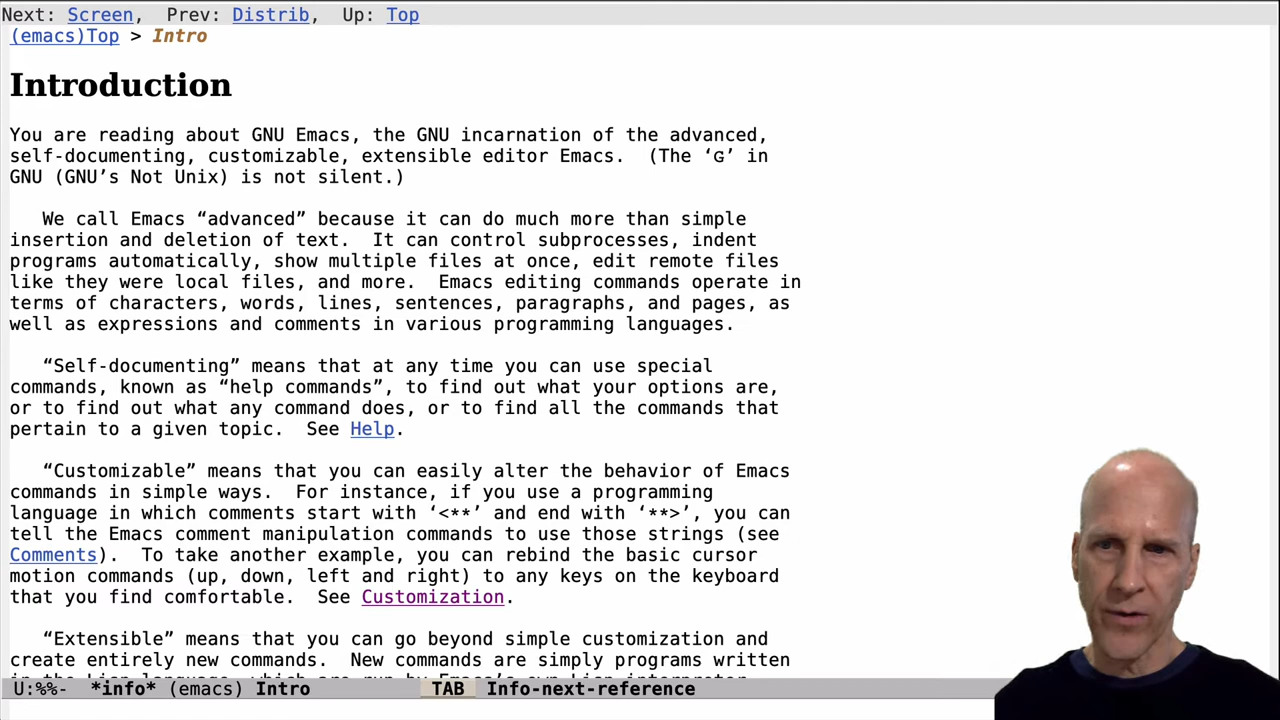 Next: Screen, Prev: Distrib, Up: Top
(emacs)Top > Intro
Introduction
You are reading about GNU Emacs, the GNU incarnation of the advanced,
self-documenting, customizable, extensible editor Emacs. (The ‘G’ in
GNU (GNU’s Not Unix) is not silent.)
We call Emacs “advanced” because it can do much more than simple
insertion and deletion of text. It can control subprocesses, indent
programs automatically, show multiple files at once, edit remote files
like they were local files, and more. Emacs editing commands operate in
terms of characters, words, lines, sentences, paragraphs, and pages, as
well as expressions and comments in various programming languages.
“Self-documenting” means that at any time you can use special
commands, known as “help commands”, to find out what your options are,
or to find out what any command does, or to find all the commands that
pertain to a given topic. See Help.
“Customizable” means that you can easily alter the behavior of Emacs
commands in simple ways. For instance, if you use a programming
language in which comments start with ‘<**’ and end with ‘**>’, you can
tell the Emacs comment manipulation commands to use those strings (see
Comments). To take another example, you can rebind the basic cursor
motion commands (up, down, left and right) to any keys on the keyboard
that you find comfortable. See Customization.
“Extensible” means that you can go beyond simple customization and
create entirely new commands. New commands are simply programs written
in the Lisp language, which are run by Emacs’s own Lisp interpreter.
U:%%- *info* (emacs) Intro TAB Info-next-reference